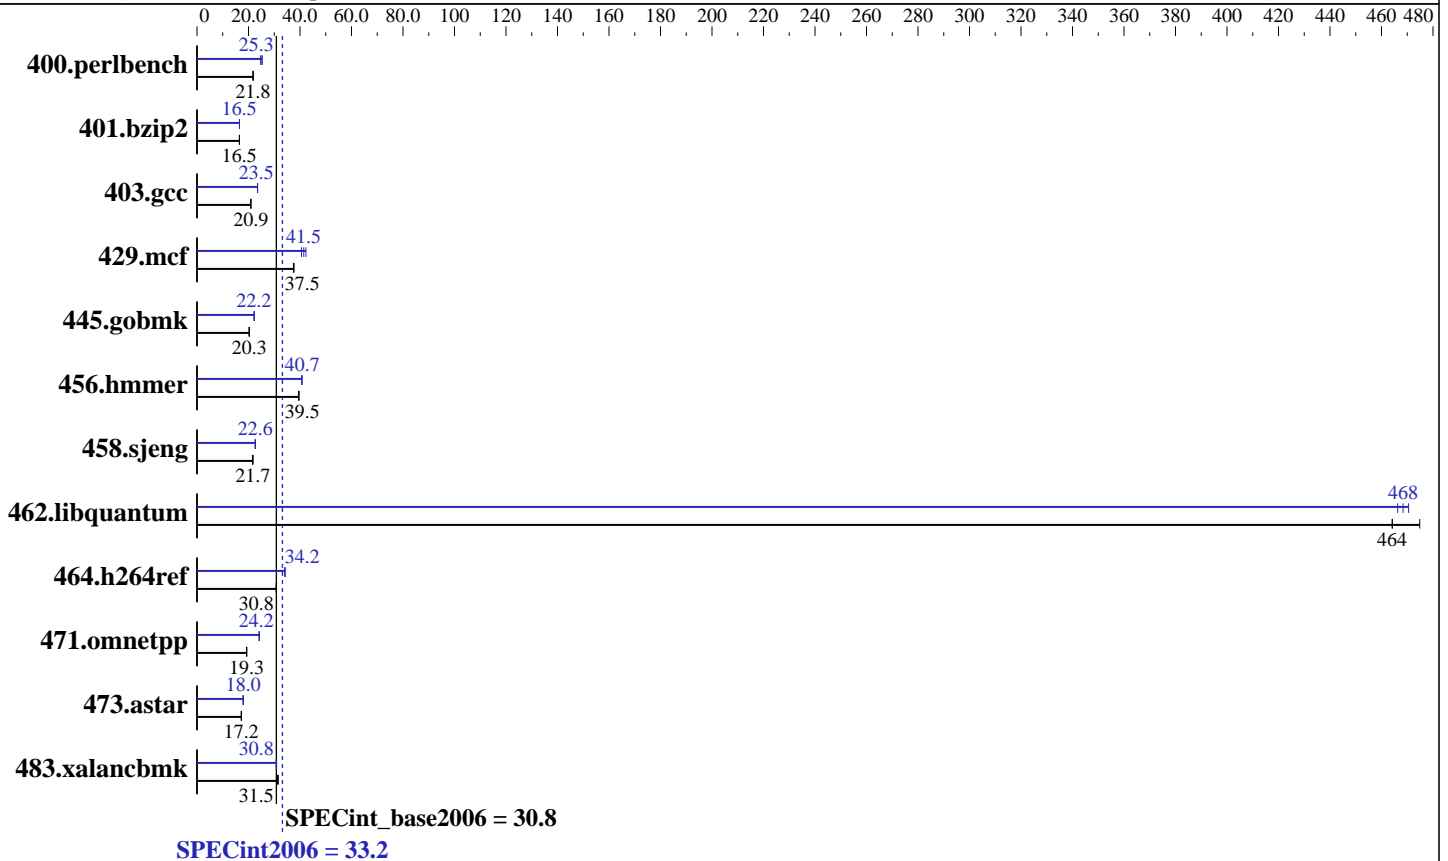 0 20.0 40.0 60.0 80.0 100 120 140 160 180 200 220 240 260 280 300 320 340 360 380 400 420 440 460 480
400.perlbench
25.3
21.8
401.bzip2
16.5
16.5
403.gcc
23.5
20.9
429.mcf
41.5
37.5
445.gobmk
22.2
20.3
456.hmmer
40.7
39.5
458.sjeng
22.6
21.7
462.libquantum
468
464
464.h264ref
34.2
30.8
471.omnetpp
24.2
19.3
473.astar
18.0
17.2
483.xalancbmk
30.8
31.5
SPECint_base2006 = 30.8
SPECint2006 = 33.2